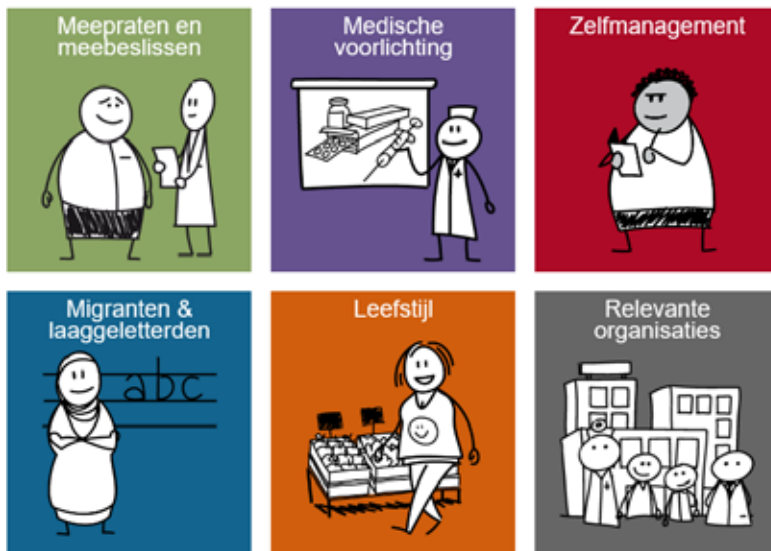 Meepraten en
meebeslissen
Medische
voorlichting
Zelfmanagement
Migranten &
laaggeletterden
abc
Leefstijl
Relevante
organisaties